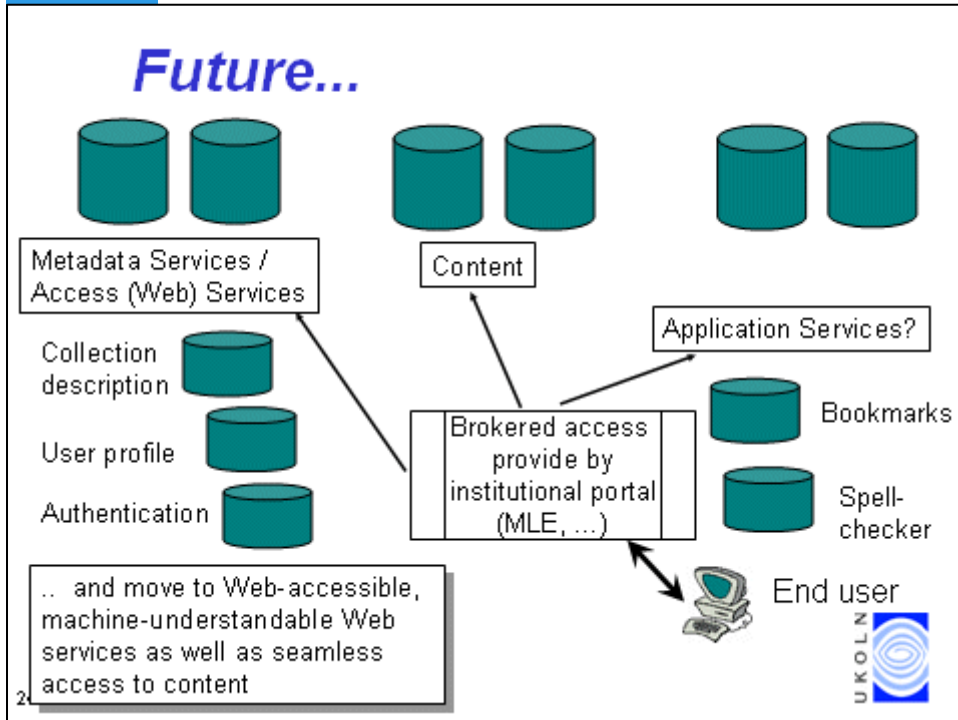 Future...
Metadata Services /
Access (Web) Services
Content
Application Services?
Collection
description
User profile
Authentication
Brokered access
provide by
institutional portal
(MLE, ...)
Bookmarks
Spell-
checker
End user
.. and move to Web-accessible,
machine-understandable Web
services as well as seamless
access to content
UKOLN